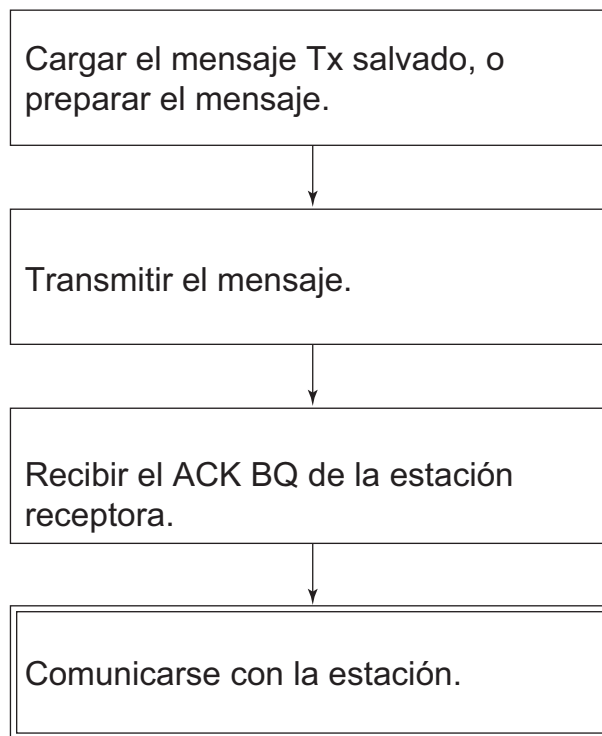 Cargar el mensaje Tx salvado, o
preparar el mensaje.
Transmitir el mensaje.
Recibir el ACK BQ de la estación
receptora.
Comunicarse con la estación.